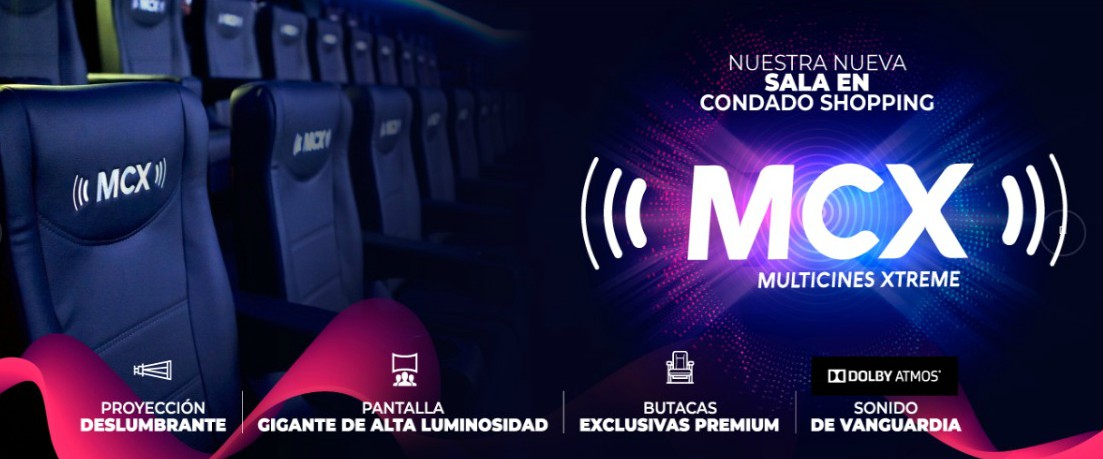 NUESTRA NUEVA
SALA EN
CONDADO SHOPPING
MCX
MULTICINES XTREME
MCX
MCX
DOLBY ATMOS
PROYECCIÓN
DESLUMBRANTE
PANTALLA
GIGANTE DE ALTA LUMINOSIDAD
BUTACAS
EXCLUSIVAS PREMIUM
SONIDO
DE VANGUARDIA